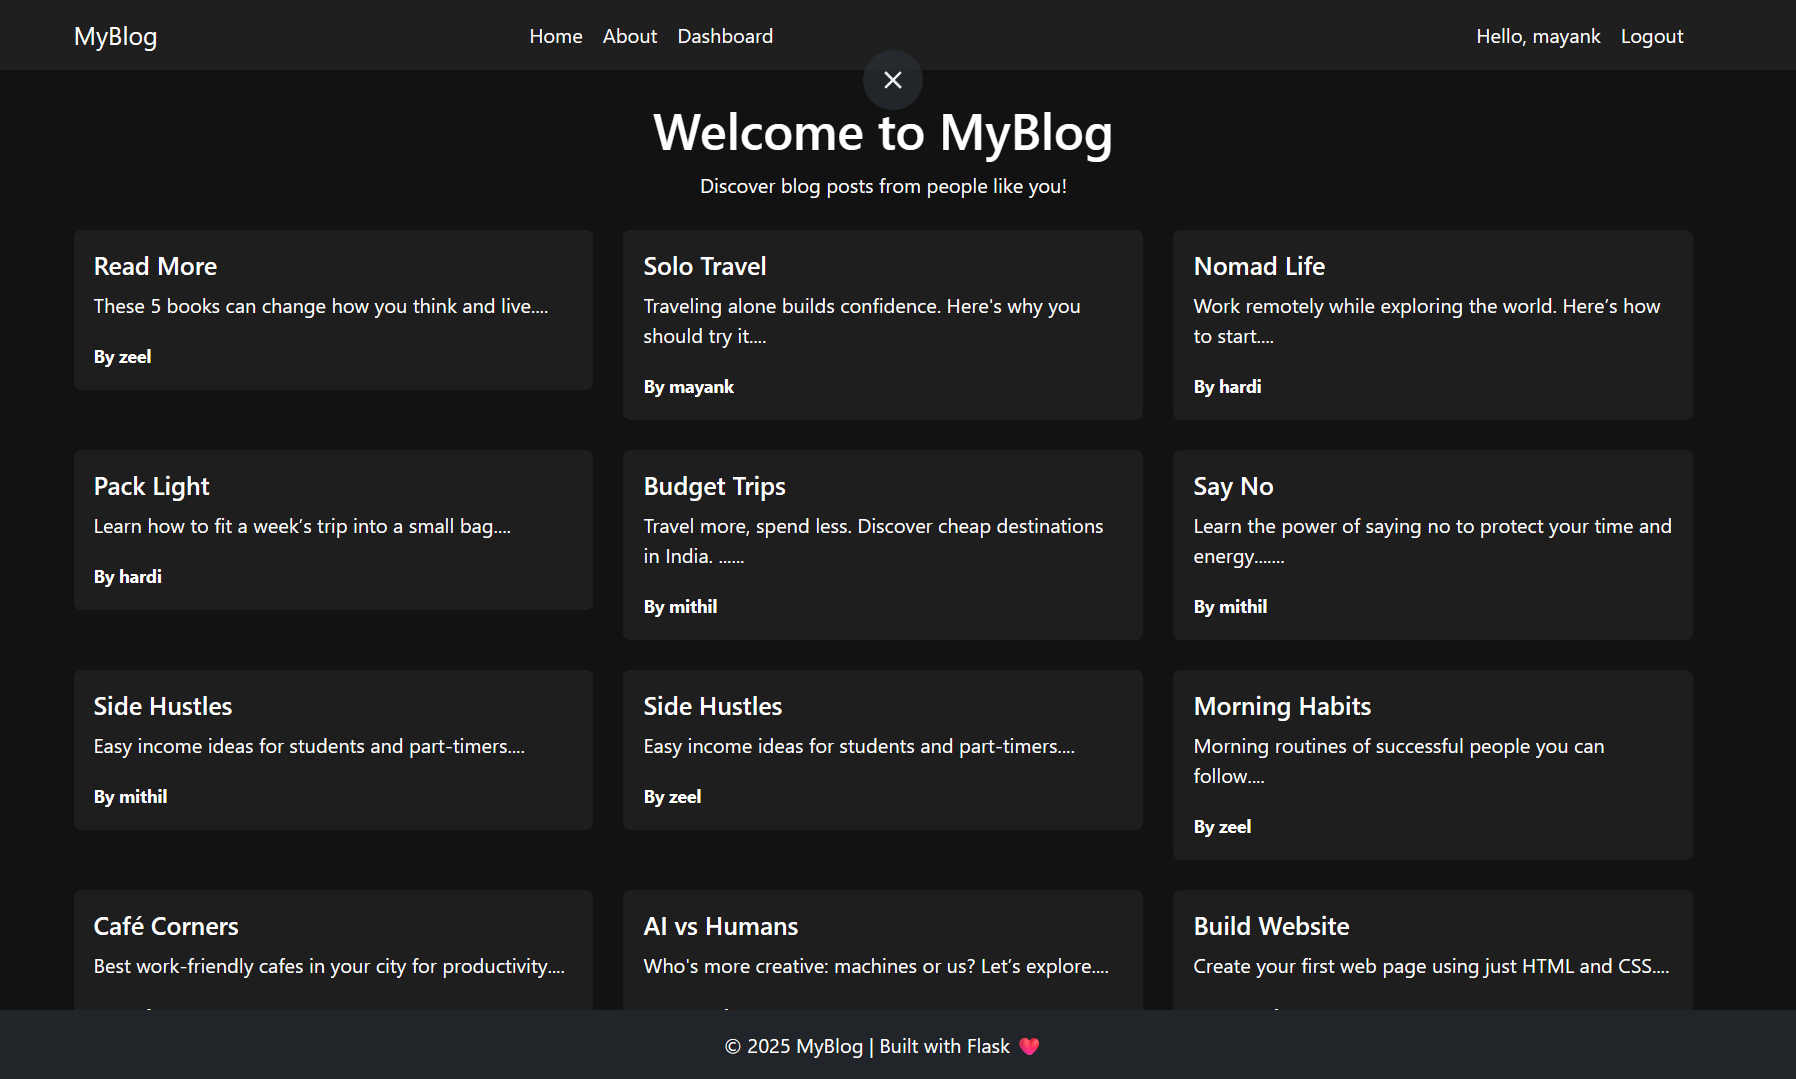 MyBlog
Home About Dashboard
Hello, mayank Logout
Welcome to MyBlog
Discover blog posts from people like you!
Read More
These 5 books can change how you think and live....
By zeel
Solo Travel
Traveling alone builds confidence. Here's why you
should try it....
By mayank
Nomad Life
Work remotely while exploring the world. Here’s how
to start....
By hardi
Pack Light
Learn how to fit a week’s trip into a small bag....
By hardi
Budget Trips
Travel more, spend less. Discover cheap destinations
in India. ......
By mithil
Say No
Learn the power of saying no to protect your time and
energy.......
By mithil
Side Hustles
Easy income ideas for students and part-timers....
By mithil
Side Hustles
Easy income ideas for students and part-timers....
By zeel
Morning Habits
Morning routines of successful people you can
follow....
By zeel
Café Corners
Best work-friendly cafes in your city for productivity....
AI vs Humans
Who's more creative: machines or us? Let’s explore....
Build Website
Create your first web page using just HTML and CSS....
© 2025 MyBlog | Built with Flask ❤️